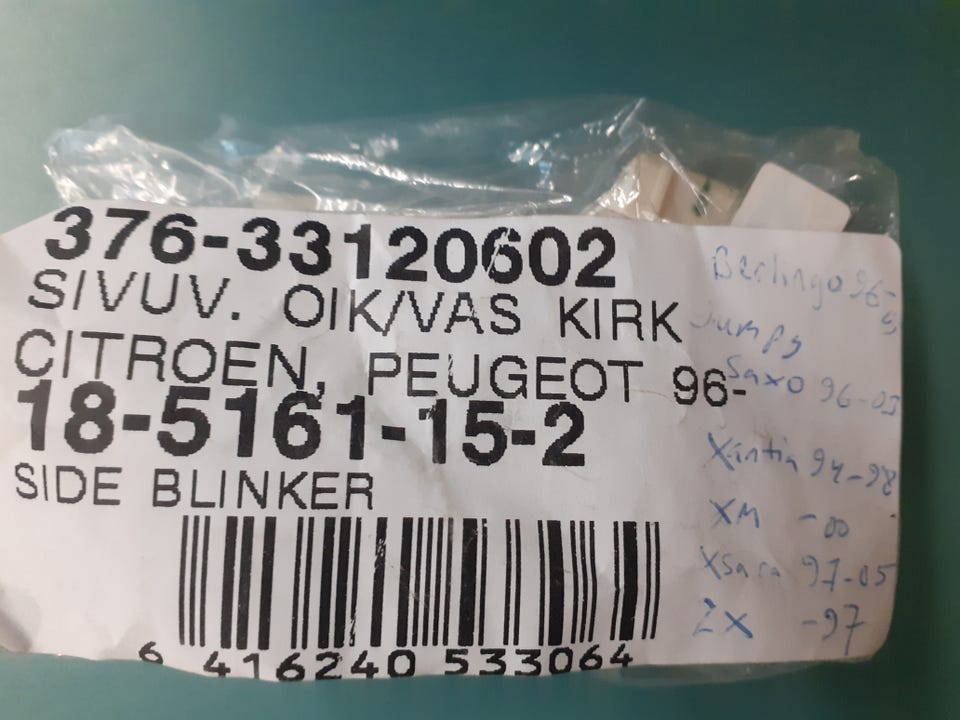 376-33120602
SIVUV. OIK/VAS KIRK
CITROEN, PEUGEOT 96-
18-5161-15-2
SIDE BLINKER
6 416240 533064
Berlingo 96-
Jumpy
Saxo 96-03
Xantia 94-98
XM -00
Xsara 97-05
ZX -97